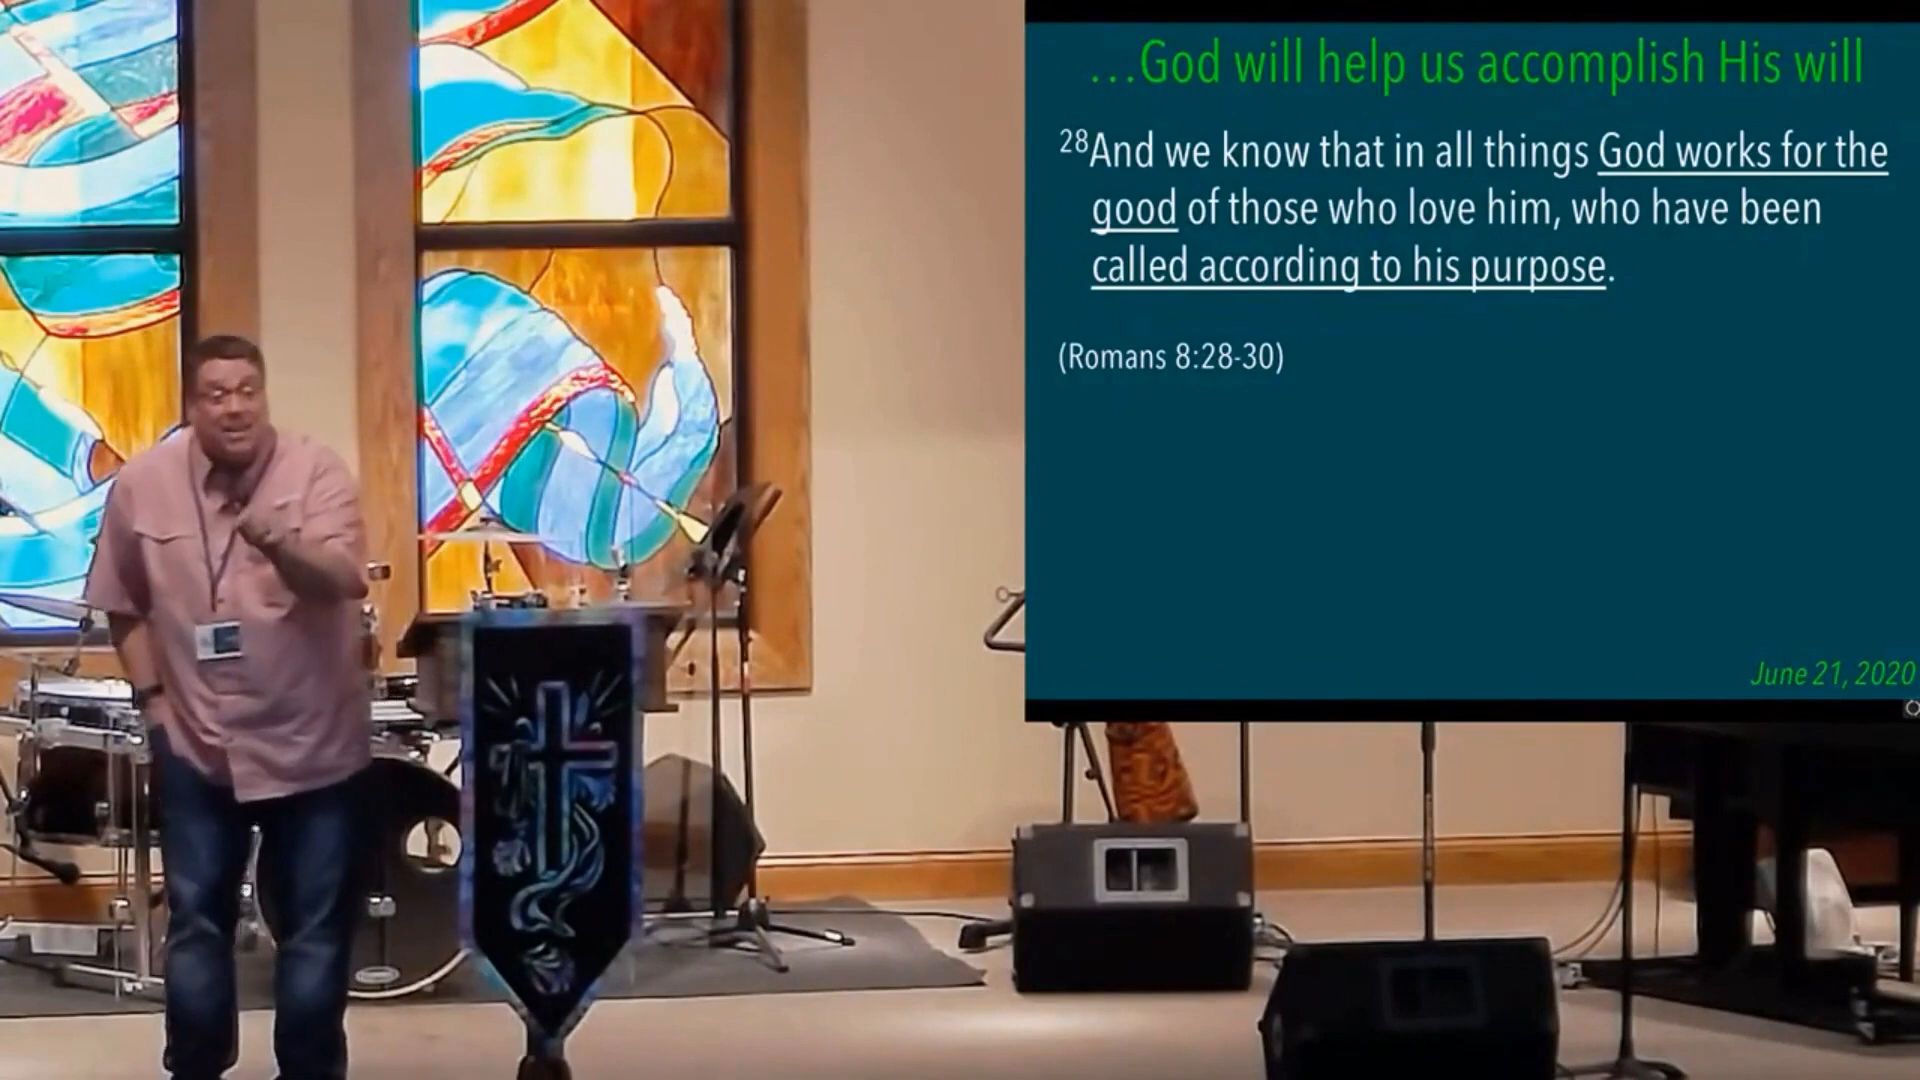 ...God will help us accomplish His will
28And we know that in all things God works for the
good of those who love him, who have been
called according to his purpose.
(Romans 8:28-30)
June 21, 2020